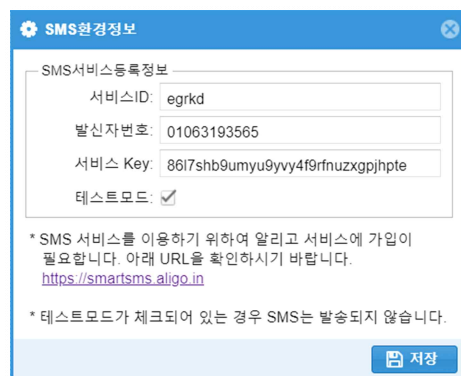 SMS환경정보
SMS서비스등록정보
서비스ID: egrkd
발신자번호: 01063193565
서비스 Key: 86l7shb9umyu9yvy4f9rfnuzxgpjhpte
테스트모드:
* SMS 서비스를 이용하기 위하여 알리고 서비스에 가입이
필요합니다. 아래 URL을 확인하시기 바랍니다.
https://smartsms.aligo.in
* 테스트모드가 체크되어 있는 경우 SMS는 발송되지 않습니다.
저장